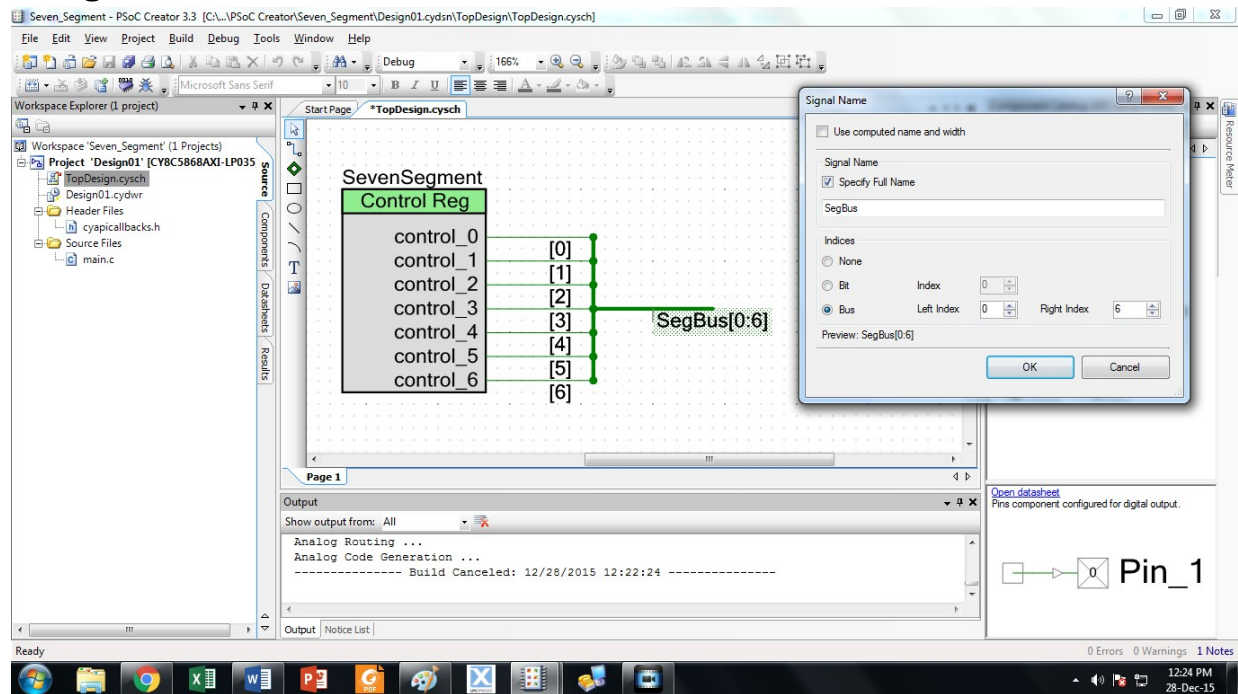 Seven_Segment - PSoC Creator 3.3 [C:\...\PSoC Creator\Seven_Segment\Design01.cydsn\TopDesign\TopDesign.cysch]
File Edit View Project Build Debug Tools Window Help
Debug 166%
Microsoft Sans Serif 10 B I U A
Workspace Explorer (1 project)
Workspace 'Seven_Segment' (1 Projects)
Project 'Design01' [CY8C5868AXI-LP035
TopDesign.cysch
Design01.cydwr
Header Files
cyapicallbacks.h
Source Files
main.c
Source
Components
Datasheets
Results
Start Page *TopDesign.cysch
T
SevenSegment
Control Reg
control_0
[0]
control_1
[1]
control_2
[2]
control_3
[3]
SegBus[0:6]
control_4
[4]
control_5
[5]
control_6
[6]
Page 1
Signal Name
Use computed name and width
Signal Name
Specify Full Name
SegBus
Indices
None
Bit Index 0
Bus Left Index 0 Right Index 6
Preview: SegBus[0:6]
OK Cancel
Resource Meter
Output
Show output from: All
Analog Routing ...
Analog Code Generation ...
--------------- Build Canceled: 12/28/2015 12:22:24 ---------------
Output Notice List
Open datasheet
Pins component configured for digital output.
0 Pin_1
Ready
0 Errors 0 Warnings 1 Notes
12:24 PM
28-Dec-15